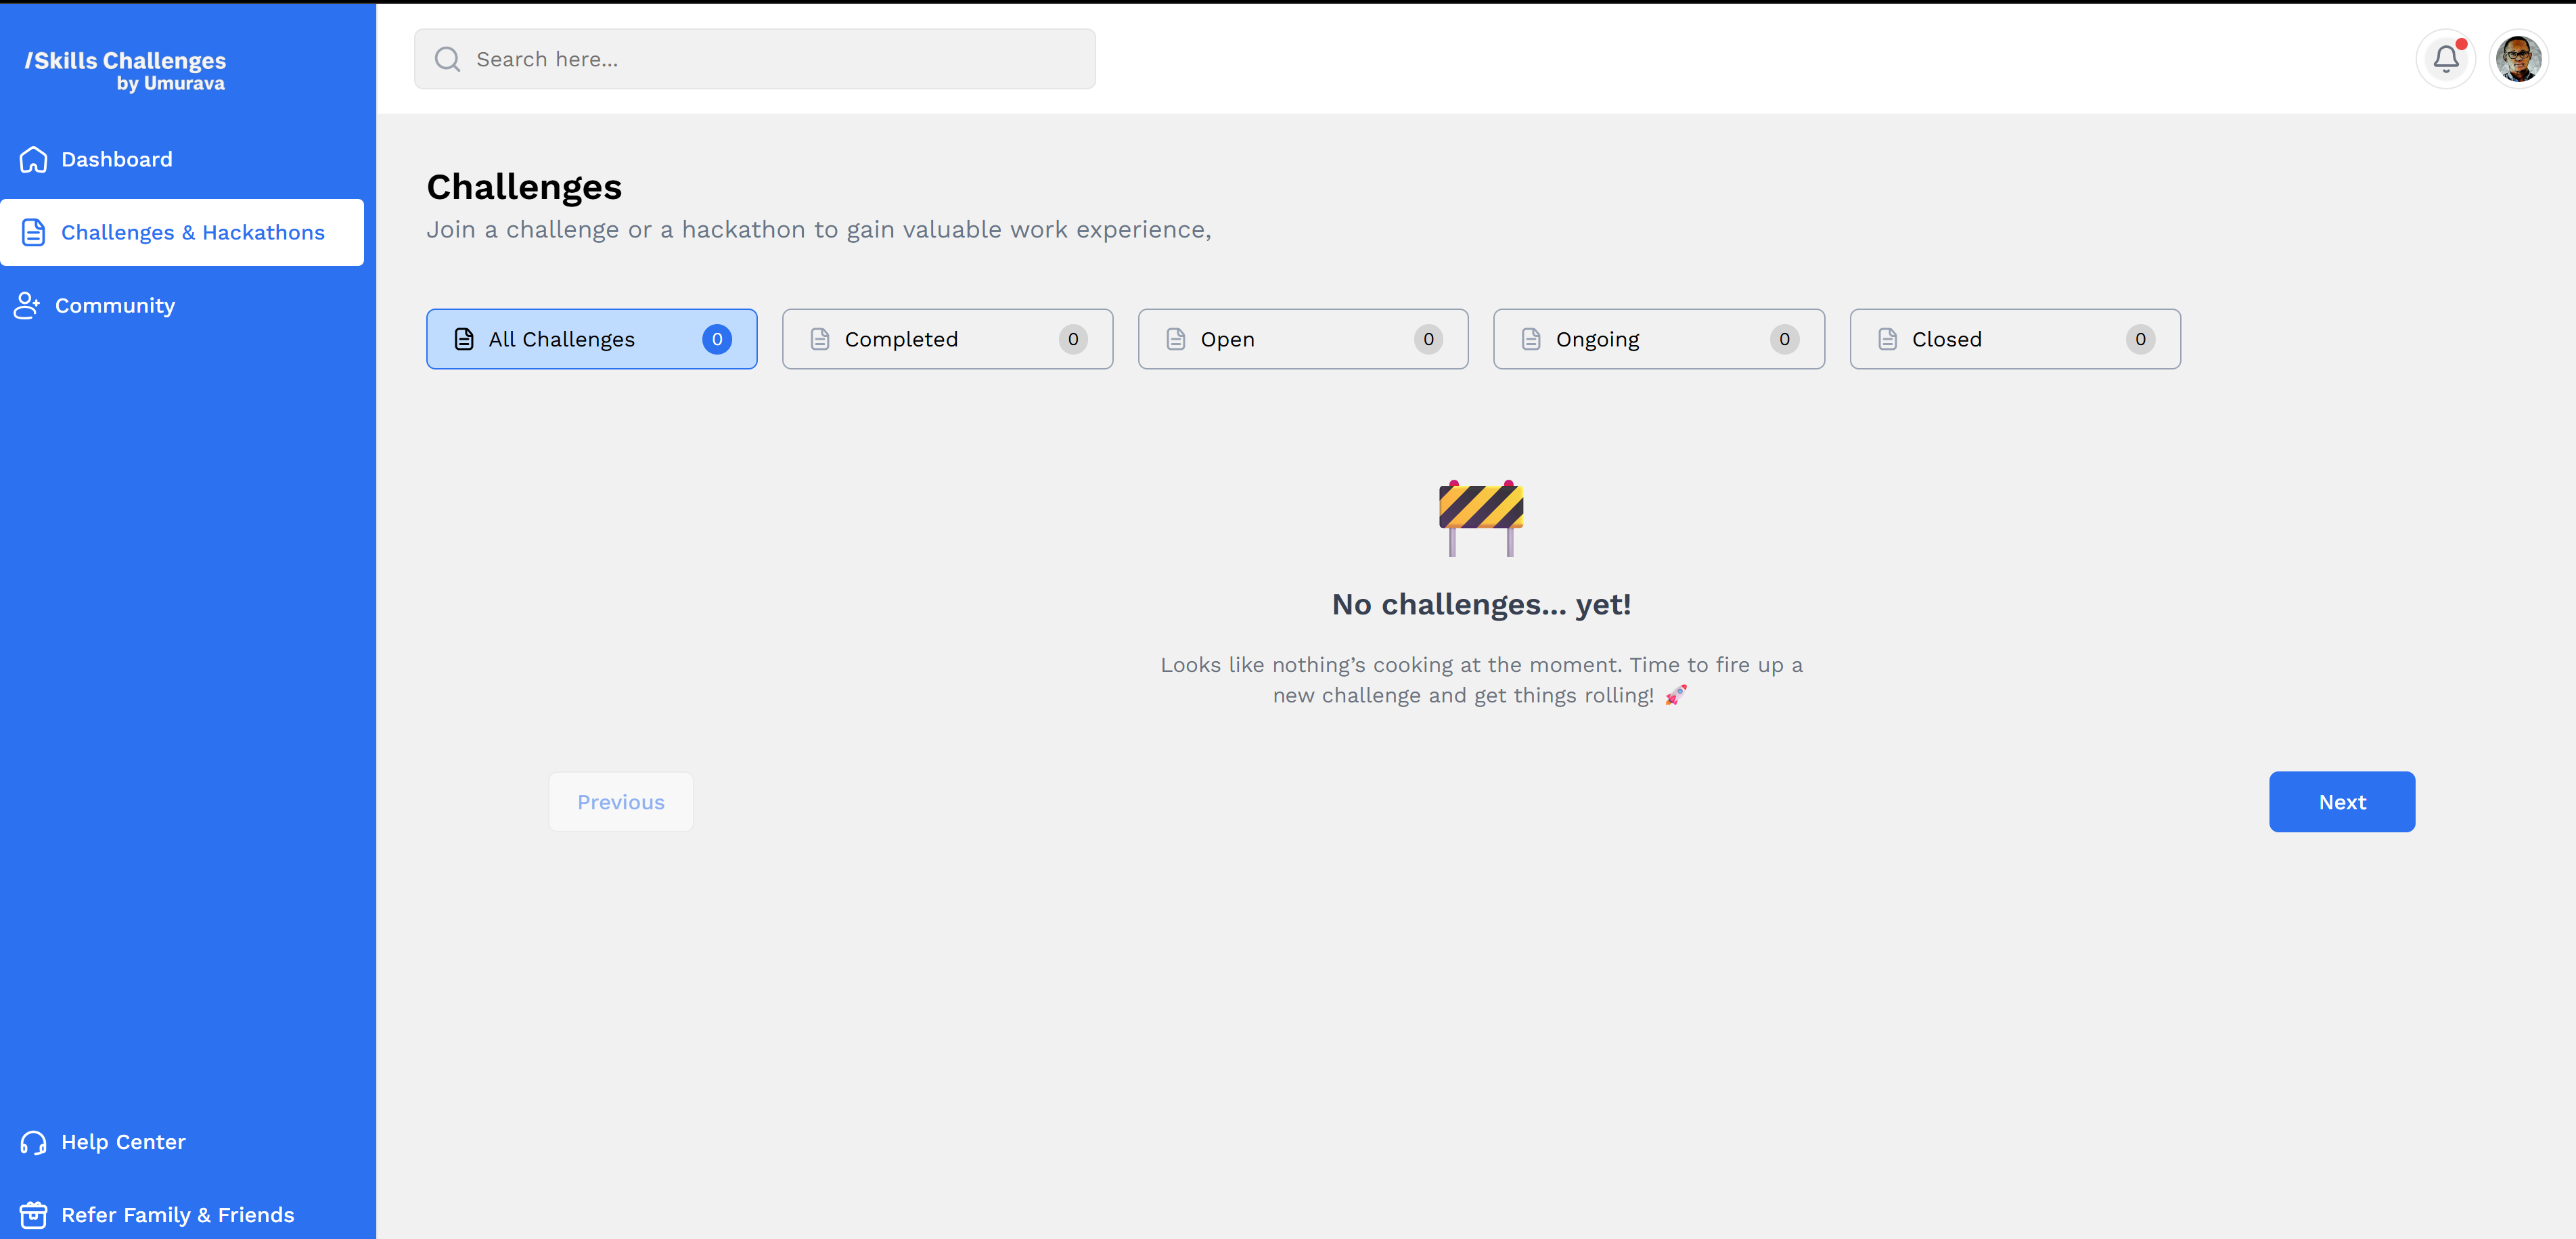 /Skills Challenges
by Umurava
Search here...
Dashboard
Challenges & Hackathons
Community
Challenges
Join a challenge or a hackathon to gain valuable work experience,
All Challenges 0
Completed 0
Open 0
Ongoing 0
Closed 0
No challenges... yet!
Looks like nothing’s cooking at the moment. Time to fire up a
new challenge and get things rolling! 🚀
Previous
Next
Help Center
Refer Family & Friends